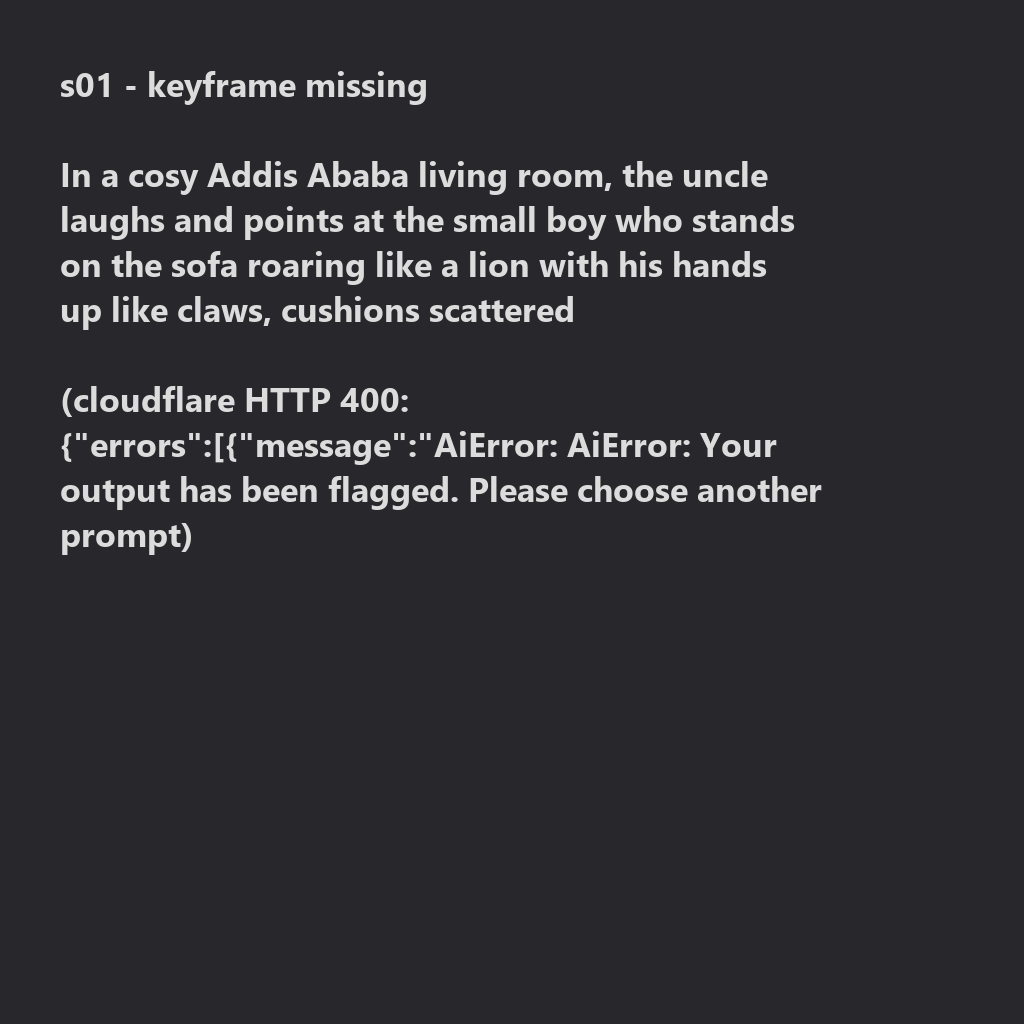 s01 - keyframe missing
In a cosy Addis Ababa living room, the uncle
laughs and points at the small boy who stands
on the sofa roaring like a lion with his hands
up like claws, cushions scattered
(cloudflare HTTP 400:
{"errors":[{"message":"AiError: AiError: Your
output has been flagged. Please choose another
prompt)